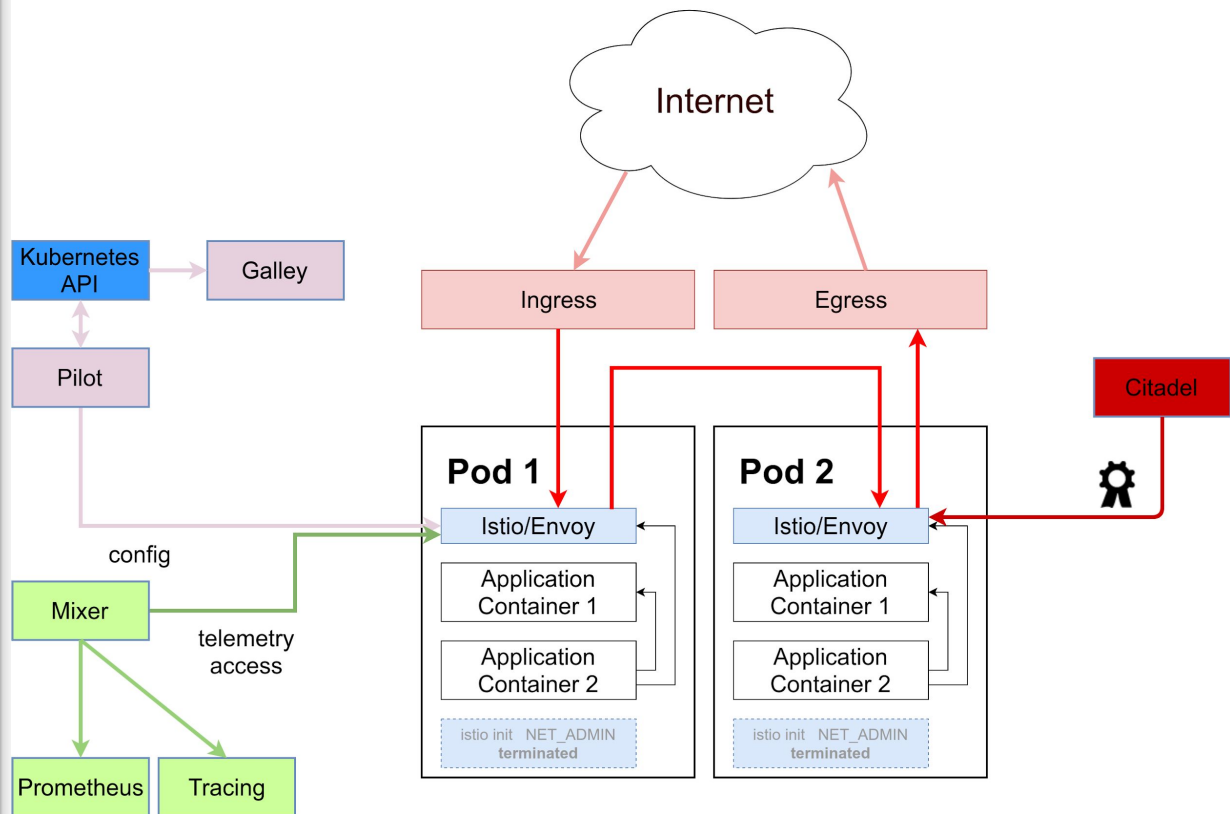 Internet
Kubernetes
API
Galley
Ingress
Egress
Pilot
Citadel
Pod 1
Pod 2
Istio/Envoy
Istio/Envoy
config
Application
Container 1
Application
Container 1
Mixer
telemetry
access
Application
Container 2
Application
Container 2
istio init NET_ADMIN
terminated
istio init NET_ADMIN
terminated
Prometheus
Tracing